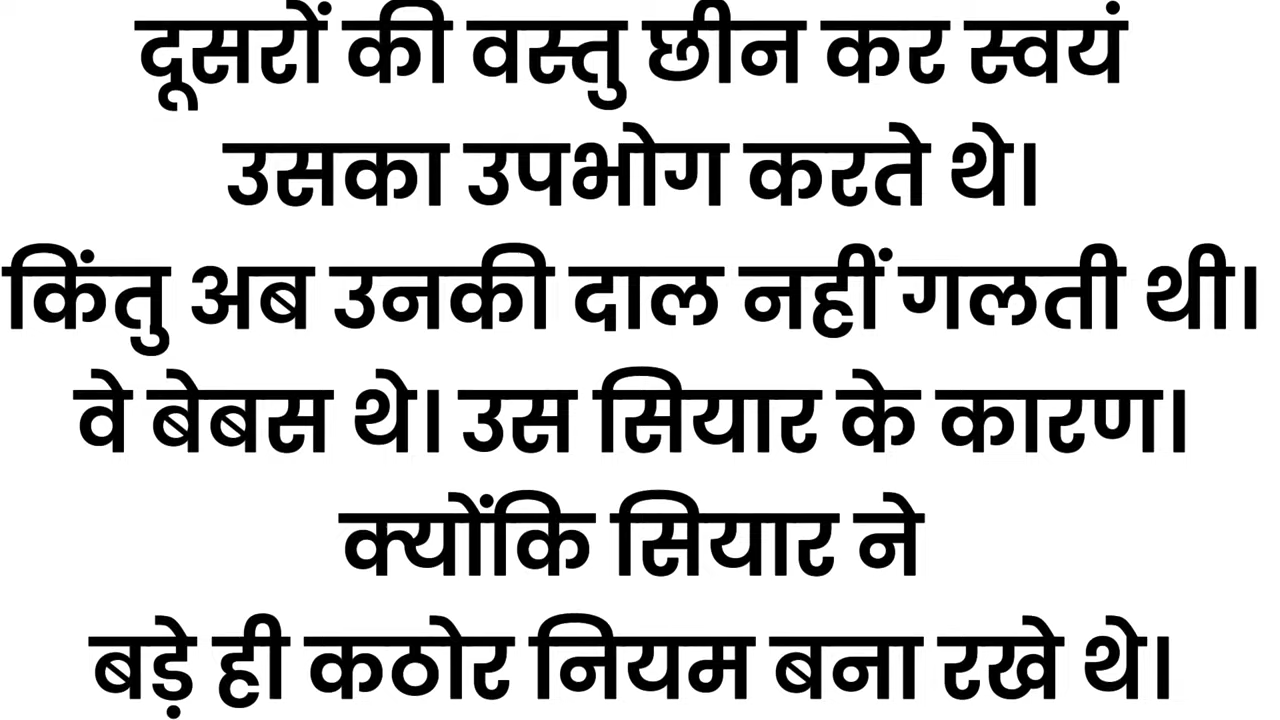 दूसरों की वस्तु छीन कर स्वयं
उसका उपभोग करते थे।
किंतु अब उनकी दाल नहीं गलती थी।
वे बेबस थे। उस सियार के कारण।
क्योंकि सियार ने
बड़े ही कठोर नियम बना रखे थे।